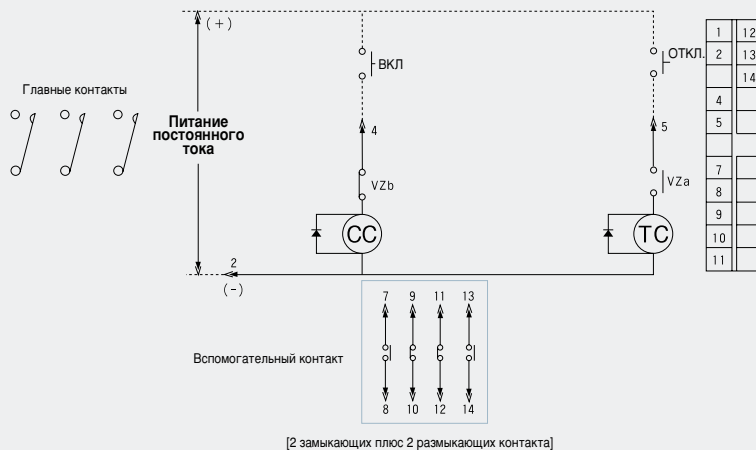 (+)
ВКЛ
ОТКЛ.
Главные контакты
Питание
постоянного
тока
4
5
VZb
VZa
CC
TC
2
(-)
1 12
2 13
14
4
5
7
8
9
10
11
7 9 11 13
Вспомогательный контакт
8 10 12 14
[2 замыкающих плюс 2 размыкающих контакта]